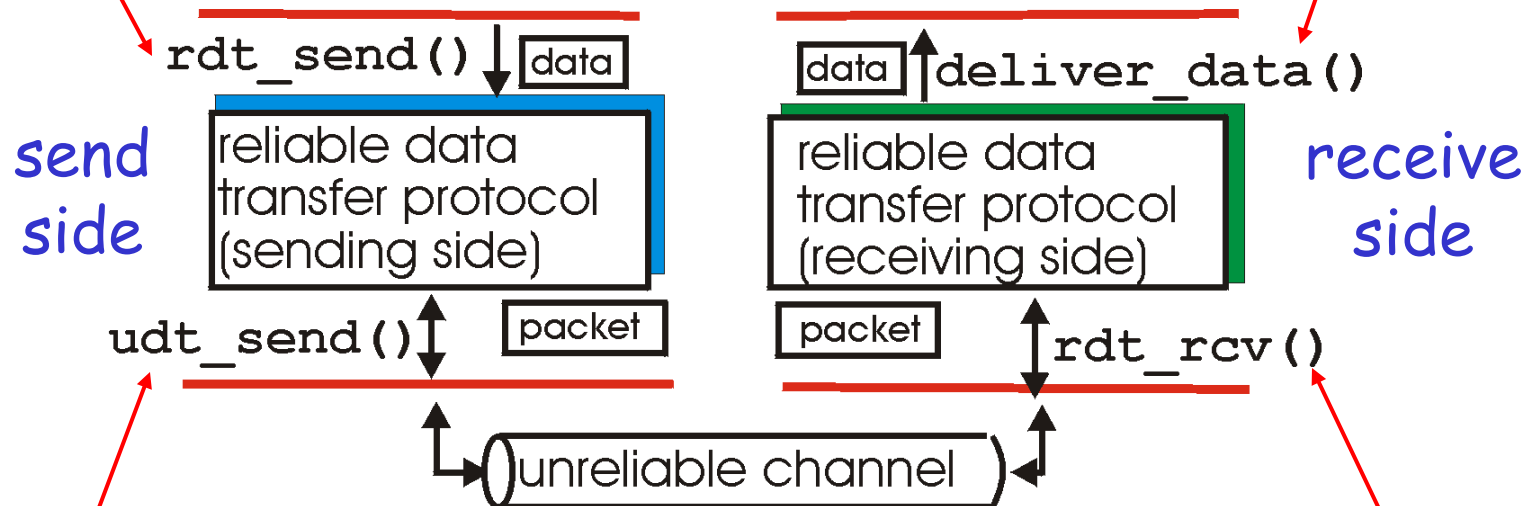 rdt_send()
data
data
deliver_data()
send
side
reliable data
transfer protocol
(sending side)
reliable data
transfer protocol
(receiving side)
receive
side
udt_send()
packet
packet
rdt_rcv()
unreliable channel